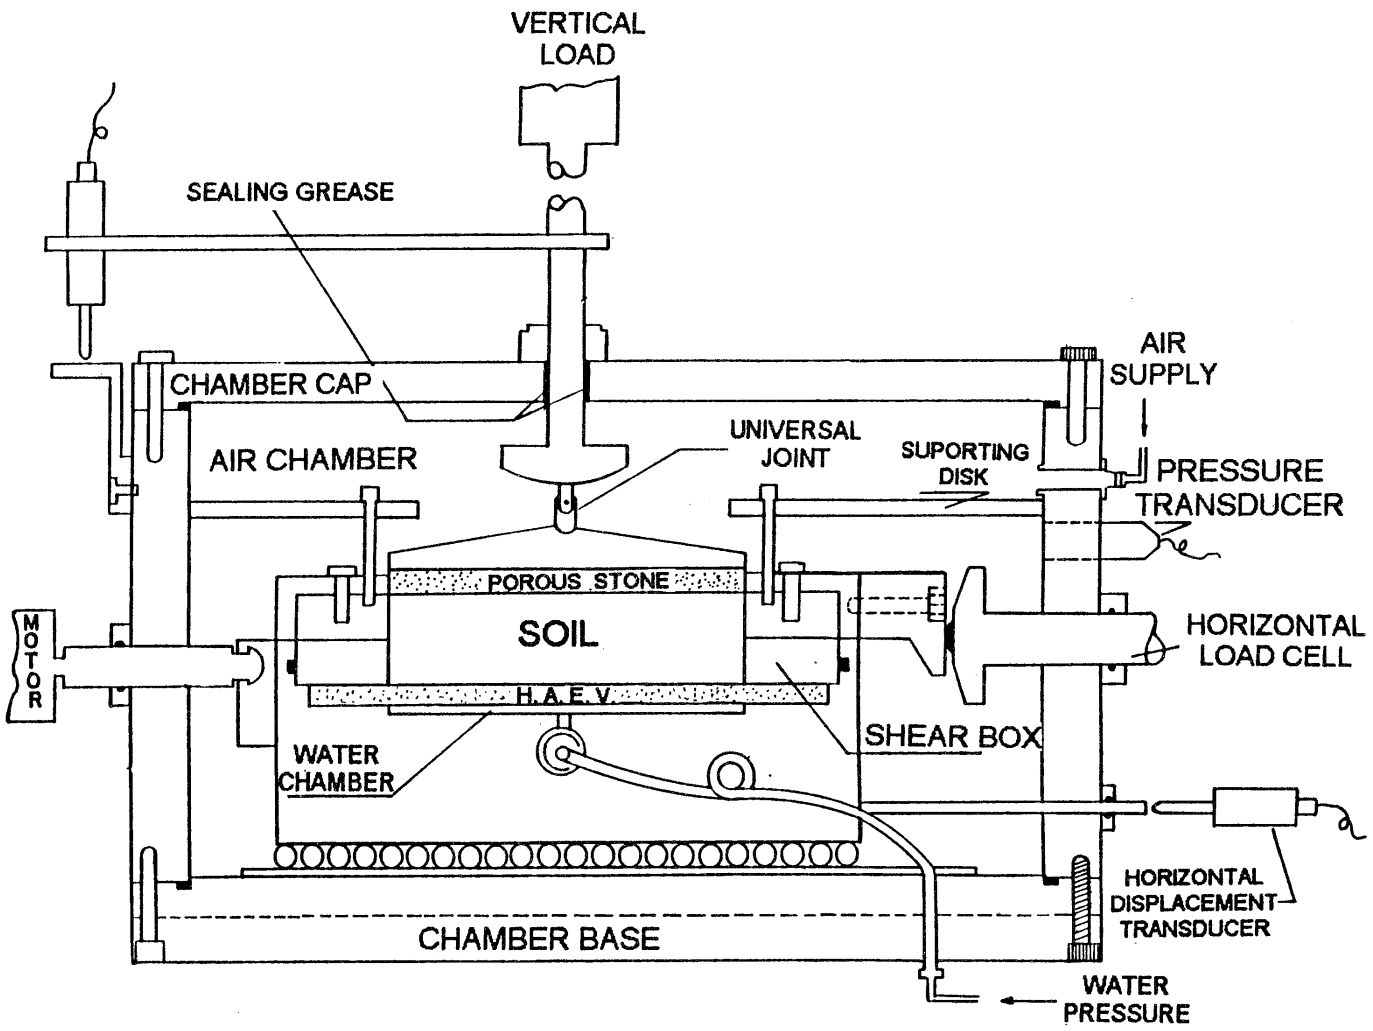 VERTICAL
LOAD
SEALING GREASE
AIR
SUPPLY
CHAMBER CAP
UNIVERSAL
JOINT
AIR CHAMBER
SUPORTING
DISK
PRESSURE
TRANSDUCER
POROUS STONE
MOTOR
SOIL
HORIZONTAL
LOAD CELL
H.A.E.V.
SHEAR BOX
WATER
CHAMBER
HORIZONTAL
DISPLACEMENT
TRANSDUCER
CHAMBER BASE
WATER
PRESSURE